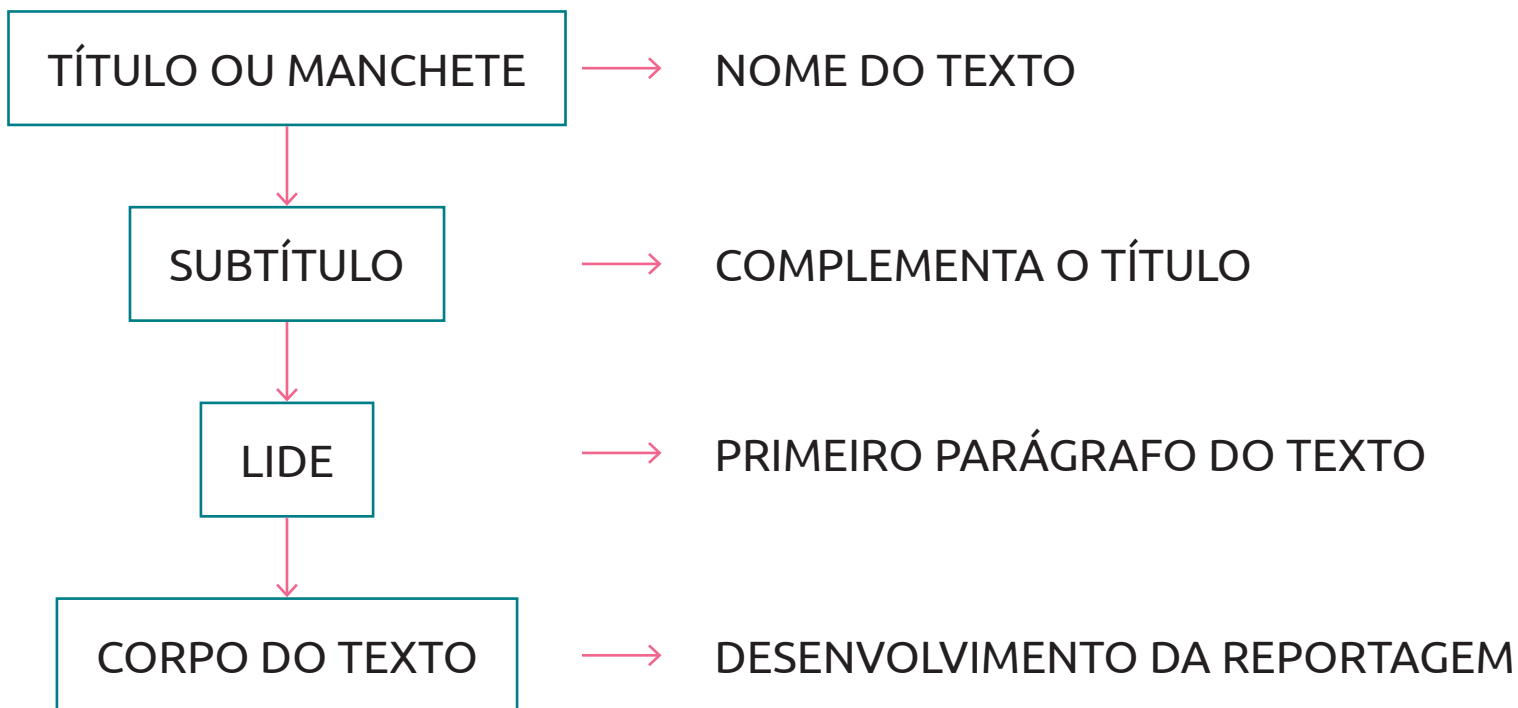 TÍTULO OU MANCHETE
NOME DO TEXTO
SUBTÍTULO
COMPLEMENTA O TÍTULO
LIDE
PRIMEIRO PARÁGRAFO DO TEXTO
CORPO DO TEXTO
DESENVOLVIMENTO DA REPORTAGEM